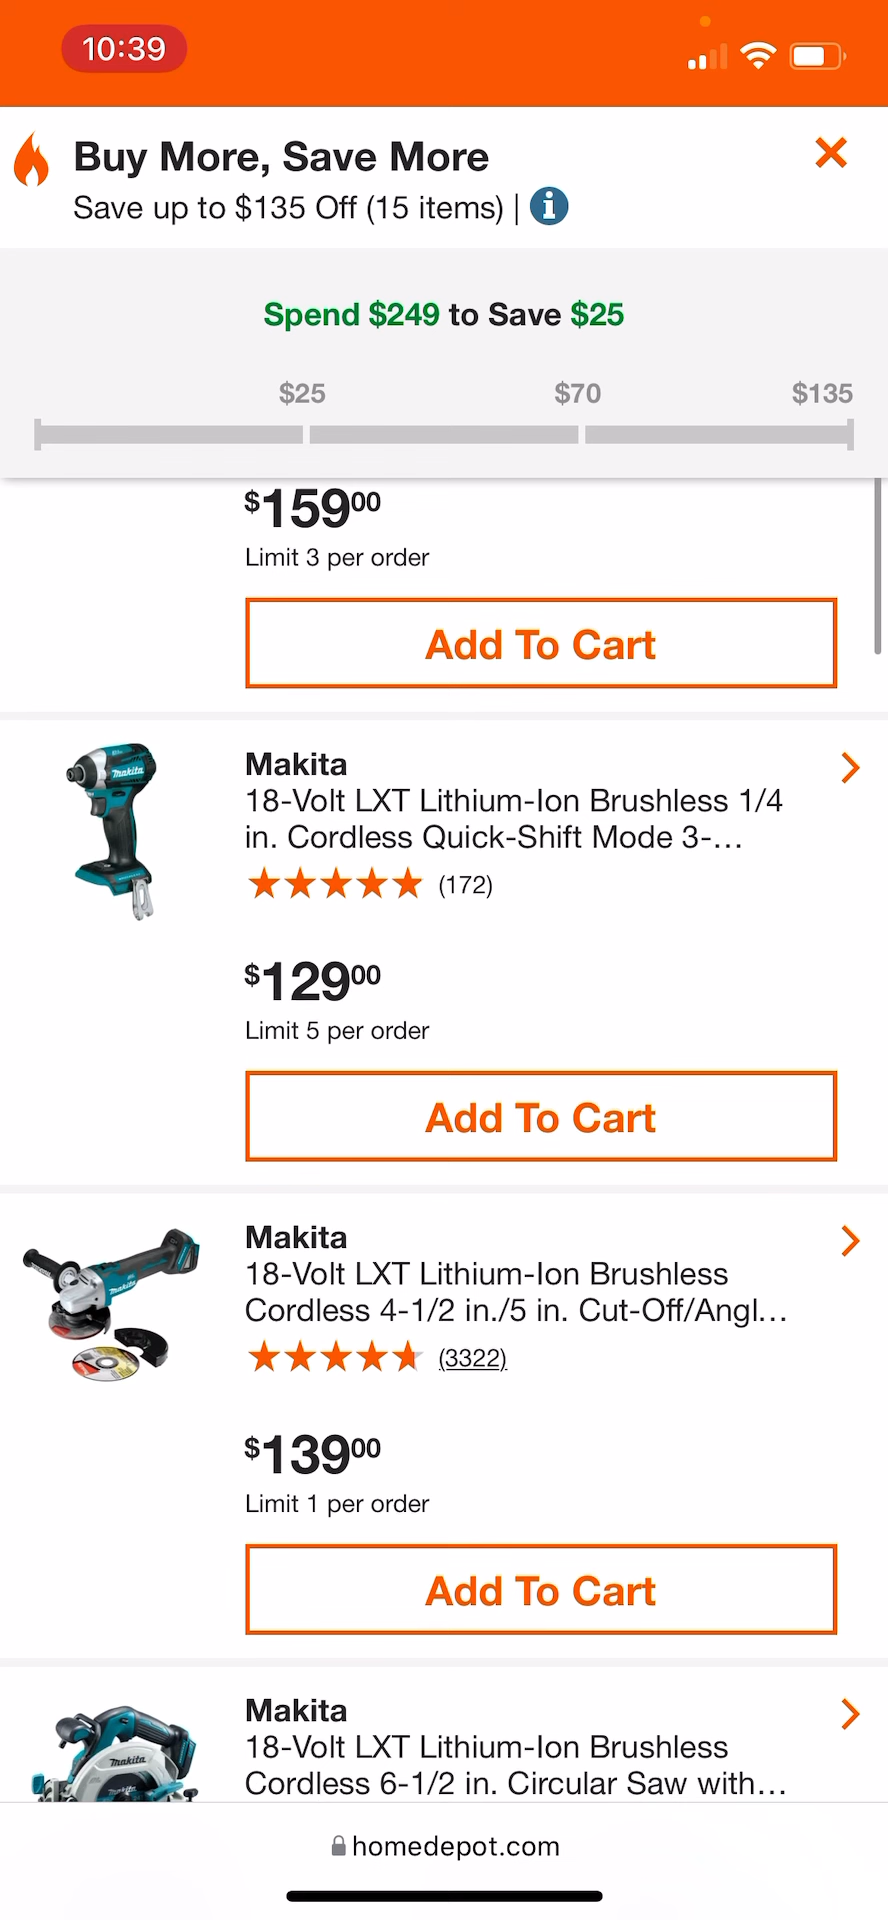 10:39
Buy More, Save More
Save up to $135 Off (15 items) | i
Spend $249 to Save $25
$25 $70 $135
$15900
Limit 3 per order
Add To Cart
makita
Makita
18-Volt LXT Lithium-Ion Brushless 1/4
in. Cordless Quick-Shift Mode 3-...
(172)
$12900
Limit 5 per order
Add To Cart
makita
Makita
18-Volt LXT Lithium-Ion Brushless
Cordless 4-1/2 in./5 in. Cut-Off/Angl...
(3322)
$13900
Limit 1 per order
Add To Cart
makita
makita
Makita
18-Volt LXT Lithium-Ion Brushless
Cordless 6-1/2 in. Circular Saw with...
homedepot.com